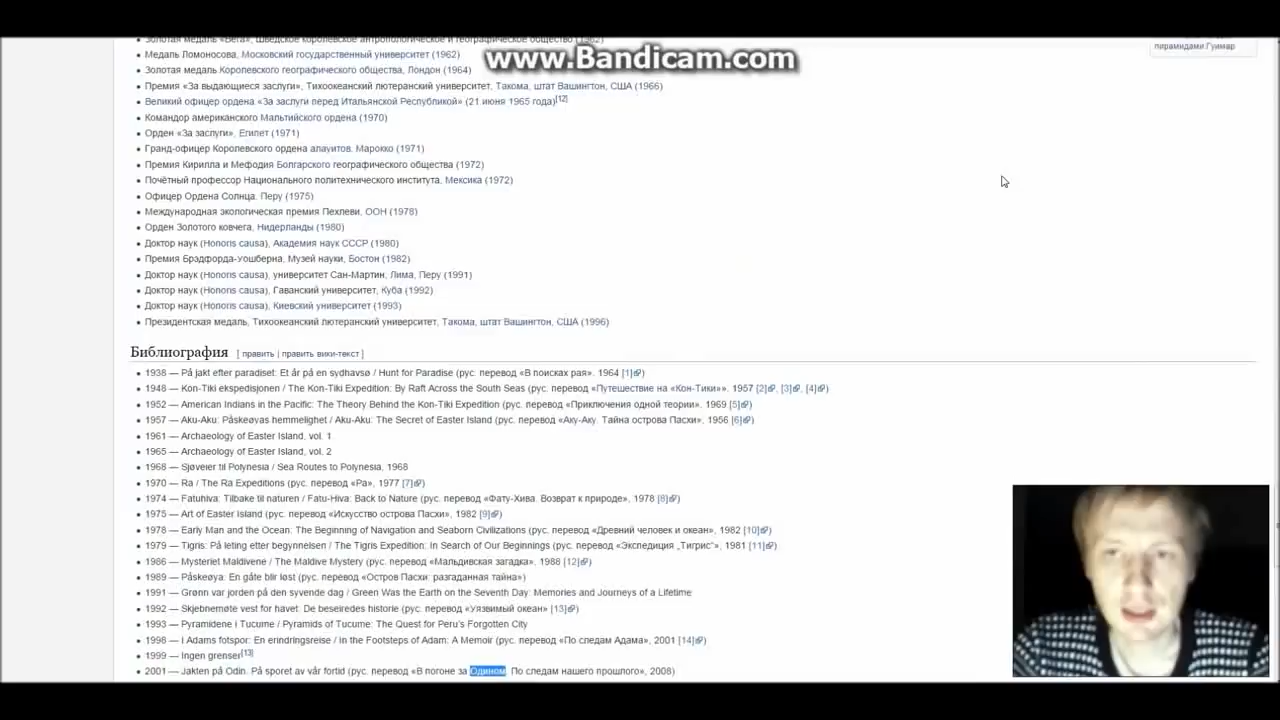 Золотая медаль «Вега», Шведское королевское антропологическое и географическое общество (1962)
www.Bandicam.com
пирамидами Гуимар
Медаль Ломоносова, Московский государственный университет (1962)
Золотая медаль Королевского географического общества, Лондон (1964)
Премия «За выдающиеся заслуги», Тихоокеанский лютеранский университет, Такома, штат Вашингтон, США (1966)
Великий офицер ордена «За заслуги перед Итальянской Республикой» (21 июня 1965 года)[12]
Командор американского Мальтийского ордена (1970)
Орден «За заслуги», Египет (1971)
Гранд-офицер Королевского ордена алауитов, Марокко (1971)
Премия Кирилла и Мефодия Болгарского географического общества (1972)
Почётный профессор Национального политехнического института, Мексика (1972)
Офицер Ордена Солнца, Перу (1975)
Международная экологическая премия Пехлеви, ООН (1978)
Орден Золотого ковчега, Нидерланды (1980)
Доктор наук (Honoris causa), Академия наук СССР (1980)
Премия Брэдфорда-Уошберна, Музей науки, Бостон (1982)
Доктор наук (Honoris causa), университет Сан-Мартин, Лима, Перу (1991)
Доктор наук (Honoris causa), Гаванский университет, Куба (1992)
Доктор наук (Honoris causa), Киевский университет (1993)
Президентская медаль, Тихоокеанский лютеранский университет, Такома, штат Вашингтон, США (1996)
Библиография [ править | править вики-текст ]
1938 — På jakt efter paradiset: Et år på en sydhavsø / Hunt for Paradise (рус. перевод «В поисках рая». 1964 [1])
1948 — Kon-Tiki ekspedisjonen / The Kon-Tiki Expedition: By Raft Across the South Seas (рус. перевод «Путешествие на «Кон-Тики»». 1957 [2], [3], [4])
1952 — American Indians in the Pacific: The Theory Behind the Kon-Tiki Expedition (рус. перевод «Приключения одной теории». 1969 [5])
1957 — Aku-Aku: Påskeøyas hemmelighet / Aku-Aku: The Secret of Easter Island (рус. перевод «Аку-Аку. Тайна острова Пасхи», 1956 [6])
1961 — Archaeology of Easter Island, vol. 1
1965 — Archaeology of Easter Island, vol. 2
1968 — Sjøveier til Polynesia / Sea Routes to Polynesia, 1968
1970 — Ra / The Ra Expeditions (рус. перевод «Ра», 1977 [7])
1974 — Fatuhiva: Tilbake til naturen / Fatu-Hiva: Back to Nature (рус. перевод «Фату-Хива. Возврат к природе», 1978 [8])
1975 — Art of Easter Island (рус. перевод «Искусство острова Пасхи», 1982 [9])
1978 — Early Man and the Ocean: The Beginning of Navigation and Seaborn Civilizations (рус. перевод «Древний человек и океан», 1982 [10])
1979 — Tigris: På leting etter begynnelsen / The Tigris Expedition: In Search of Our Beginnings (рус. перевод «Экспедиция „Тигрис“», 1981 [11])
1986 — Mysteriet Maldivene / The Maldive Mystery (рус. перевод «Мальдивская загадка», 1988 [12])
1989 — Påskeøya: En gåte blir løst (рус. перевод «Остров Пасхи: разгаданная тайна»)
1991 — Grønn var jorden på den syvende dag / Green Was the Earth on the Seventh Day: Memories and Journeys of a Lifetime
1992 — Skjebnemøte vest for havet: De beseiredes historie (рус. перевод «Уязвимый океан» [13])
1993 — Pyramidene i Tucume / Pyramids of Tucume: The Quest for Peru's Forgotten City
1998 — I Adams fotspor: En erindringsreise / In the Footsteps of Adam: A Memoir (рус. перевод «По следам Адама», 2001 [14])
1999 — Ingen grenser[13]
2001 — Jakten på Odin. På sporet av vår fortid (рус. перевод «В погоне за Одином. По следам нашего прошлого», 2008)